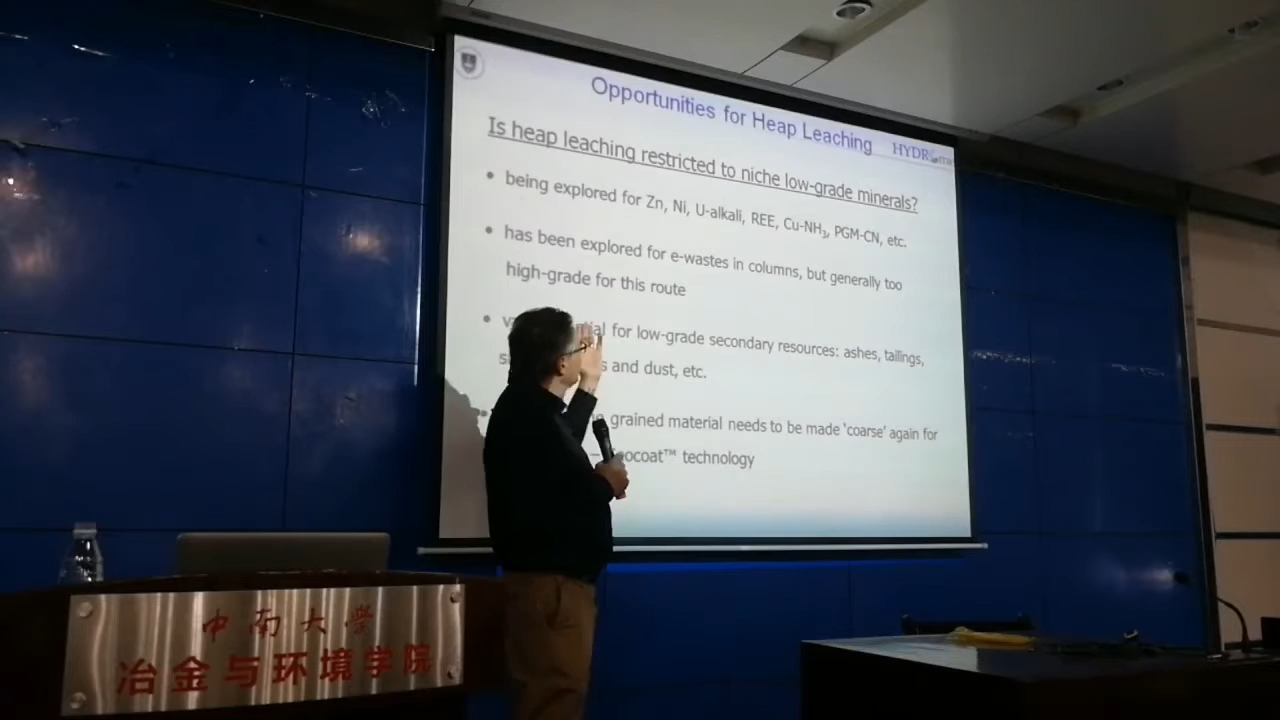 Opportunities for Heap Leaching
HYDR
Is heap leaching restricted to niche low-grade minerals?
• being explored for Zn, Ni, U-alkali, REE, Cu-NH₃, PGM-CN, etc.
• has been explored for e-wastes in columns, but generally too
high-grade for this route
• for low-grade secondary resources: ashes, tailings,
and dust, etc.
• grained material needs to be made ‘coarse’ again for
– ocoat™ technology
中南大学
冶金与环境学院